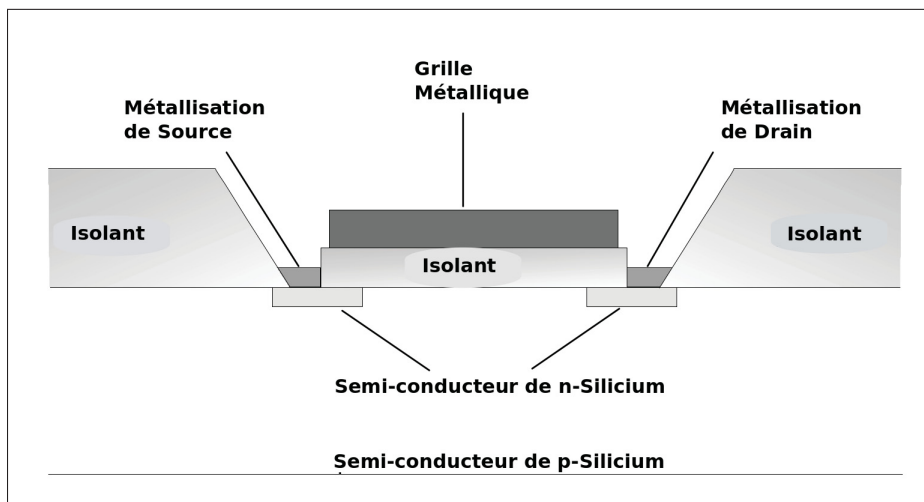 Grille
Métallique
Métallisation
de Source
Métallisation
de Drain
Isolant
Isolant
Isolant
Semi-conducteur de n-Silicium
Semi-conducteur de p-Silicium